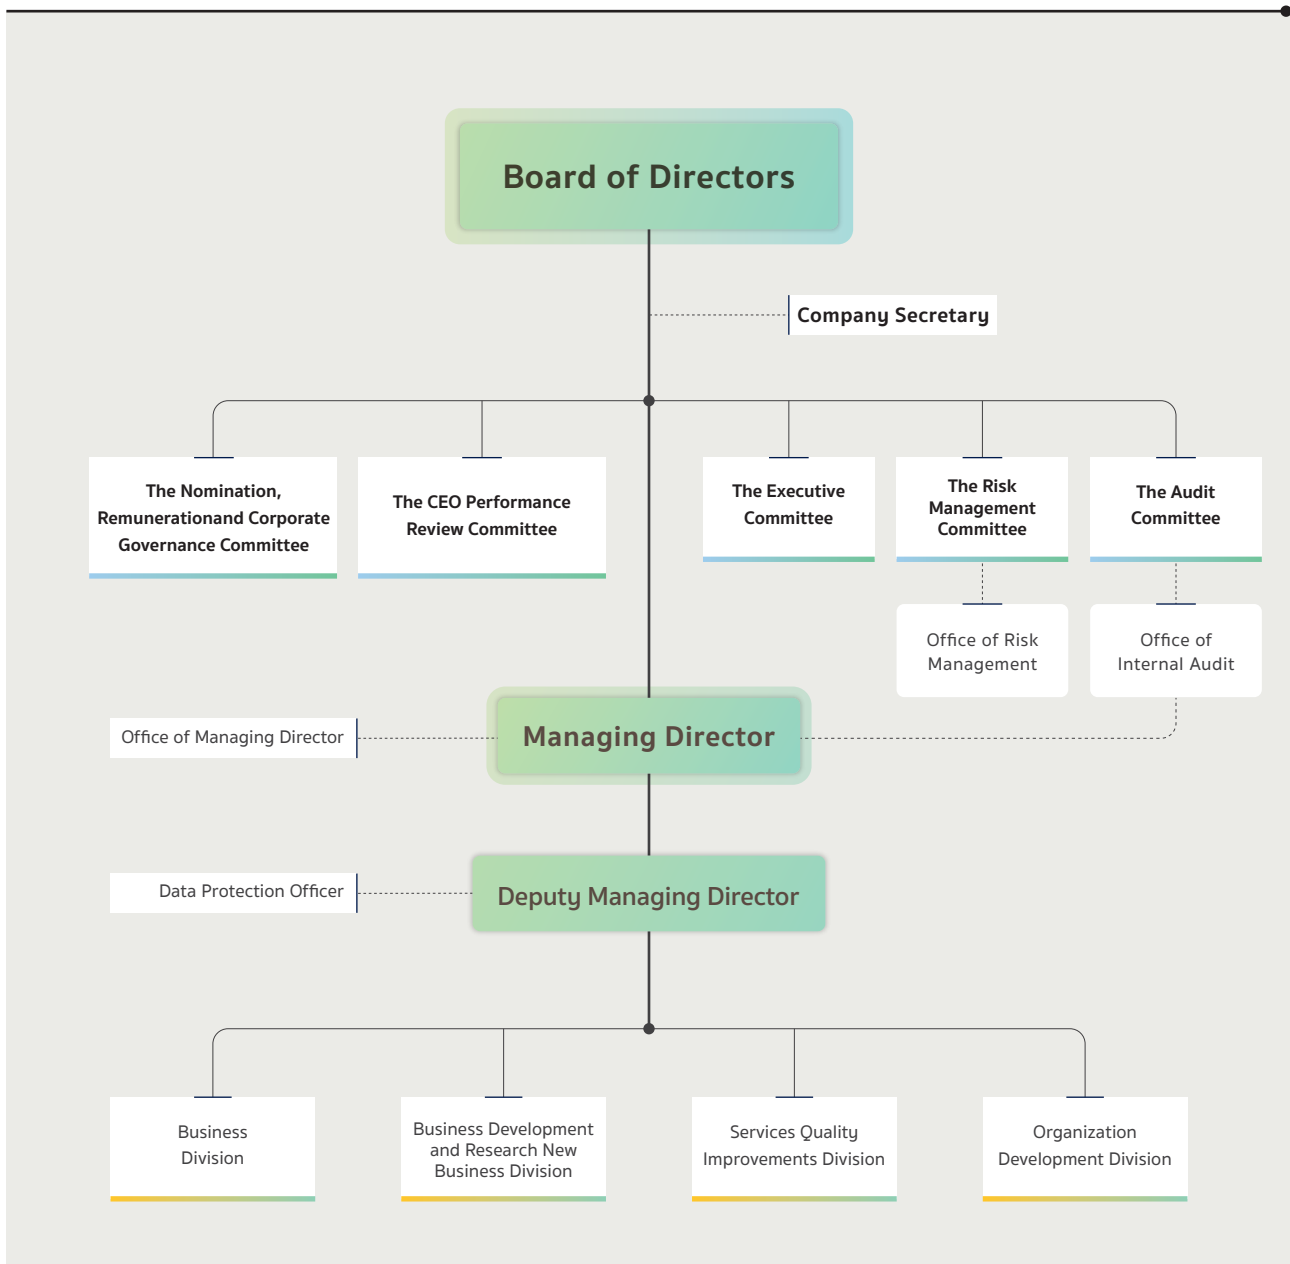 Board of Directors
Company Secretary
The Nomination,
Remunerationand Corporate
Governance Committee
The CEO Performance
Review Committee
The Executive
Committee
The Risk
Management
Committee
The Audit
Committee
Office of Risk
Management
Office of
Internal Audit
Office of Managing Director
Managing Director
Data Protection Officer
Deputy Managing Director
Business
Division
Business Development
and Research New
Business Division
Services Quality
Improvements Division
Organization
Development Division